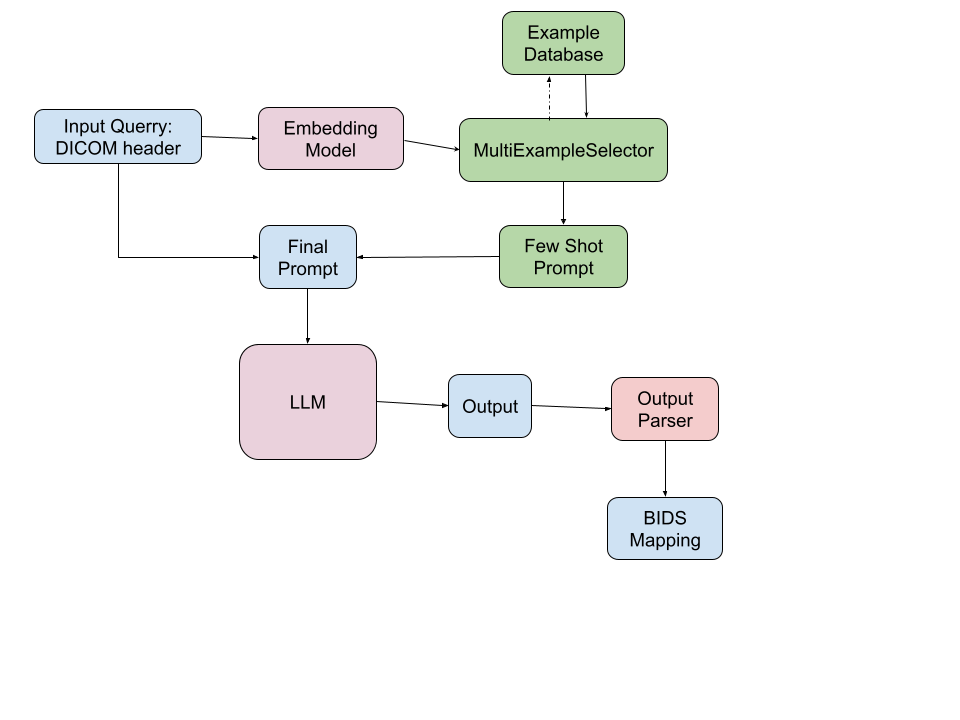 Example
Database
Input Querry:
DICOM header
Embedding
Model
MultiExampleSelector
Final
Prompt
Few Shot
Prompt
LLM
Output
Output
Parser
BIDS
Mapping